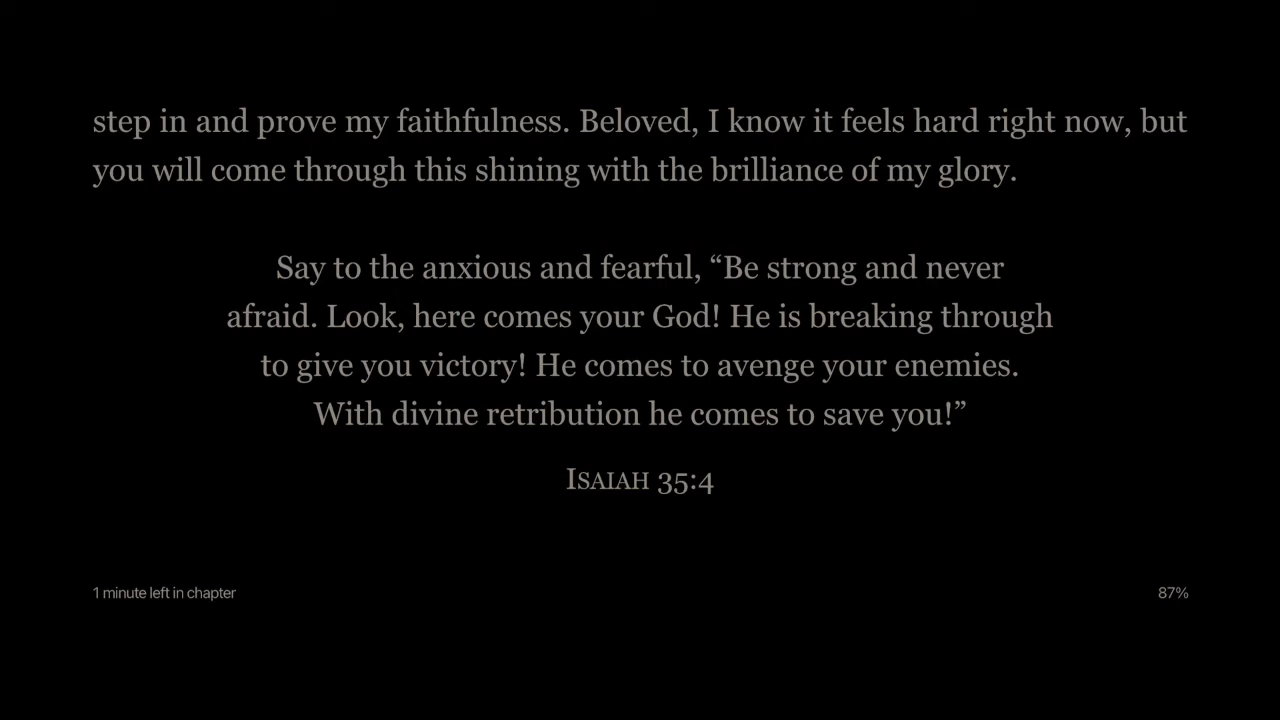 step in and prove my faithfulness. Beloved, I know it feels hard right now, but
you will come through this shining with the brilliance of my glory.
Say to the anxious and fearful, “Be strong and never
afraid. Look, here comes your God! He is breaking through
to give you victory! He comes to avenge your enemies.
With divine retribution he comes to save you!”
ISAIAH 35:4
1 minute left in chapter
87%